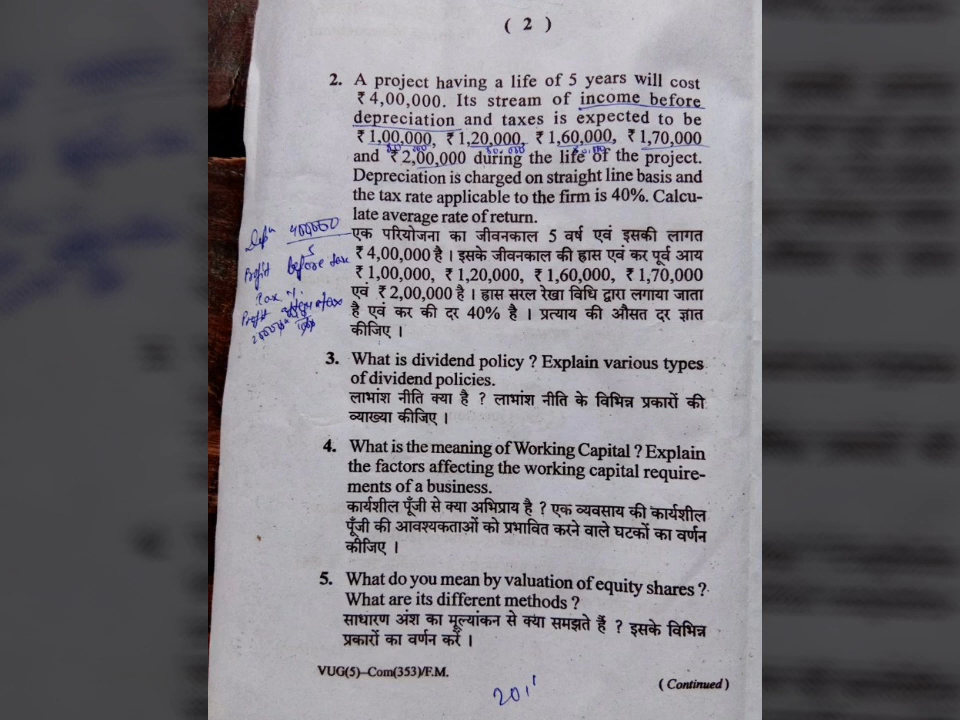 ( 2 )
2. A project having a life of 5 years will cost
₹ 4,00,000. Its stream of income before
depreciation and taxes is expected to be
₹ 1,00,000, ₹ 1,20,000, ₹ 1,60,000, ₹ 1,70,000
and ₹ 2,00,000 during the life of the project.
Depreciation is charged on straight line basis and
the tax rate applicable to the firm is 40%. Calcu-
late average rate of return.
एक परियोजना का जीवनकाल 5 वर्ष एवं इसकी लागत
₹ 4,00,000 है । इसके जीवनकाल की ह्रास एवं कर पूर्व आय
₹ 1,00,000, ₹ 1,20,000, ₹ 1,60,000, ₹ 1,70,000
एवं ₹ 2,00,000 है । ह्रास सरल रेखा विधि द्वारा लगाया जाता
है एवं कर की दर 40% है । प्रत्याय की औसत दर ज्ञात
कीजिए ।
Depn 400000
5
Profit before tax
Tax %
Profit after tax
3. What is dividend policy ? Explain various types
of dividend policies.
लाभांश नीति क्या है ? लाभांश नीति के विभिन्न प्रकारों की
व्याख्या कीजिए ।
4. What is the meaning of Working Capital ? Explain
the factors affecting the working capital require-
ments of a business.
कार्यशील पूँजी से क्या अभिप्राय है ? एक व्यवसाय की कार्यशील
पूँजी की आवश्यकताओं को प्रभावित करने वाले घटकों का वर्णन
कीजिए ।
5. What do you mean by valuation of equity shares ?
What are its different methods ?
साधारण अंश का मूल्यांकन से क्या समझते हैं ? इसके विभिन्न
प्रकारों का वर्णन करें ।
VUG(5)–Com(353)/F.M.
( Continued )